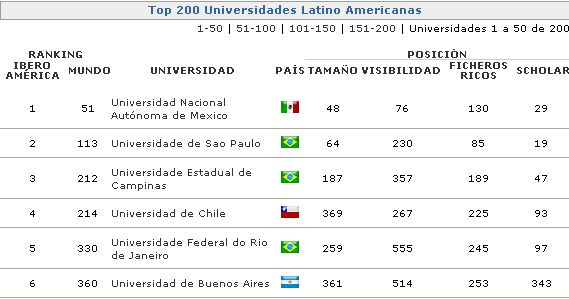 Top 200 Universidades Latino Americanas
1-50 | 51-100 | 101-150 | 151-200 | Universidades 1 a 50 de 200
RANKING POSICIÓN
IBERO AMÉRICA MUNDO UNIVERSIDAD PAÍS TAMAÑO VISIBILIDAD FICHEROS RICOS SCHOLAR
1 51 Universidad Nacional Autónoma de Mexico 48 76 130 29
2 113 Universidade de Sao Paulo 64 230 85 19
3 212 Universidade Estadual de Campinas 187 357 189 47
4 214 Universidad de Chile 369 267 225 93
5 330 Universidade Federal do Rio de Janeiro 259 555 245 97
6 360 Universidad de Buenos Aires 361 514 253 343